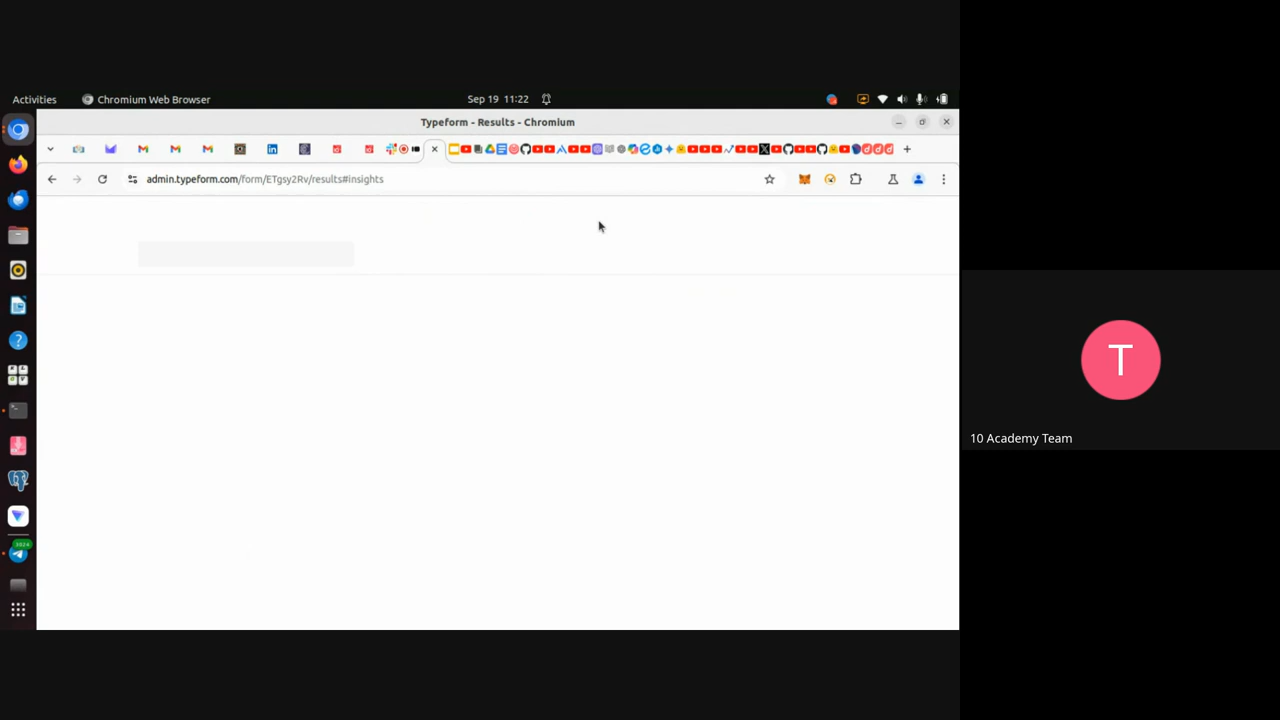 Activities
Chromium Web Browser
Sep 19 11:22
Typeform - Results - Chromium
admin.typeform.com/form/ETgsy2Rv/results#insights
T
10 Academy Team